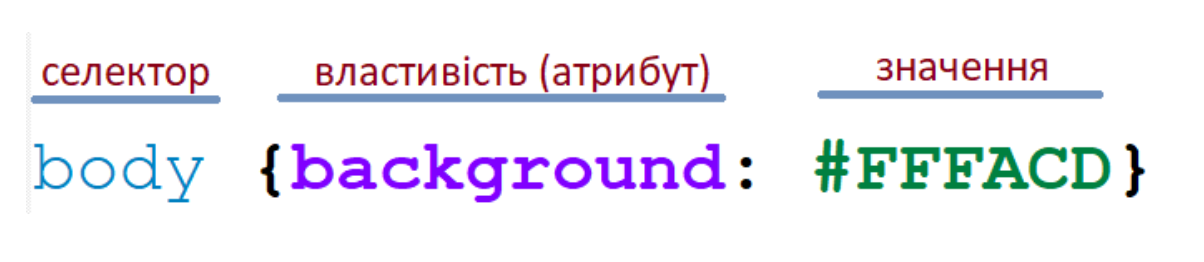 селектор властивість (атрибут) значення
body {background: #FFFACD}